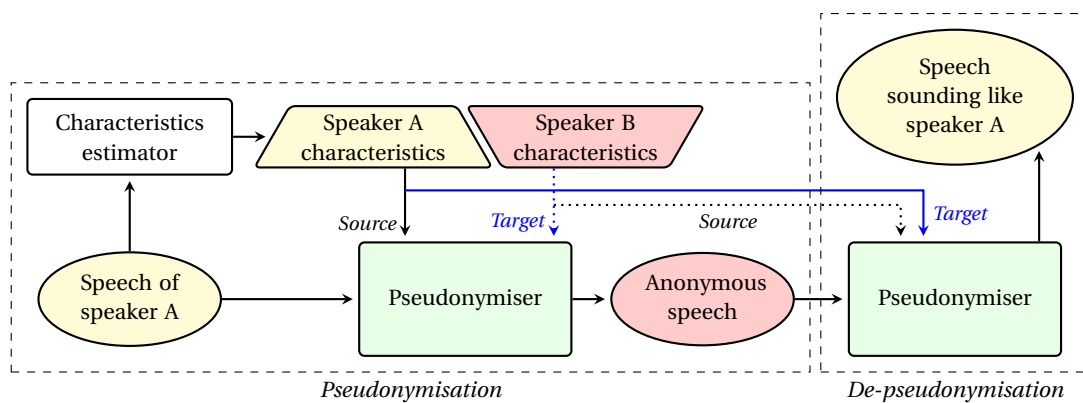 Characteristics
estimator
Speaker A
characteristics
Speaker B
characteristics
Speech
sounding like
speaker A
Source
Target
Source
Target
Speech of
speaker A
Pseudonymiser
Anonymous
speech
Pseudonymiser
Pseudonymisation
De-pseudonymisation